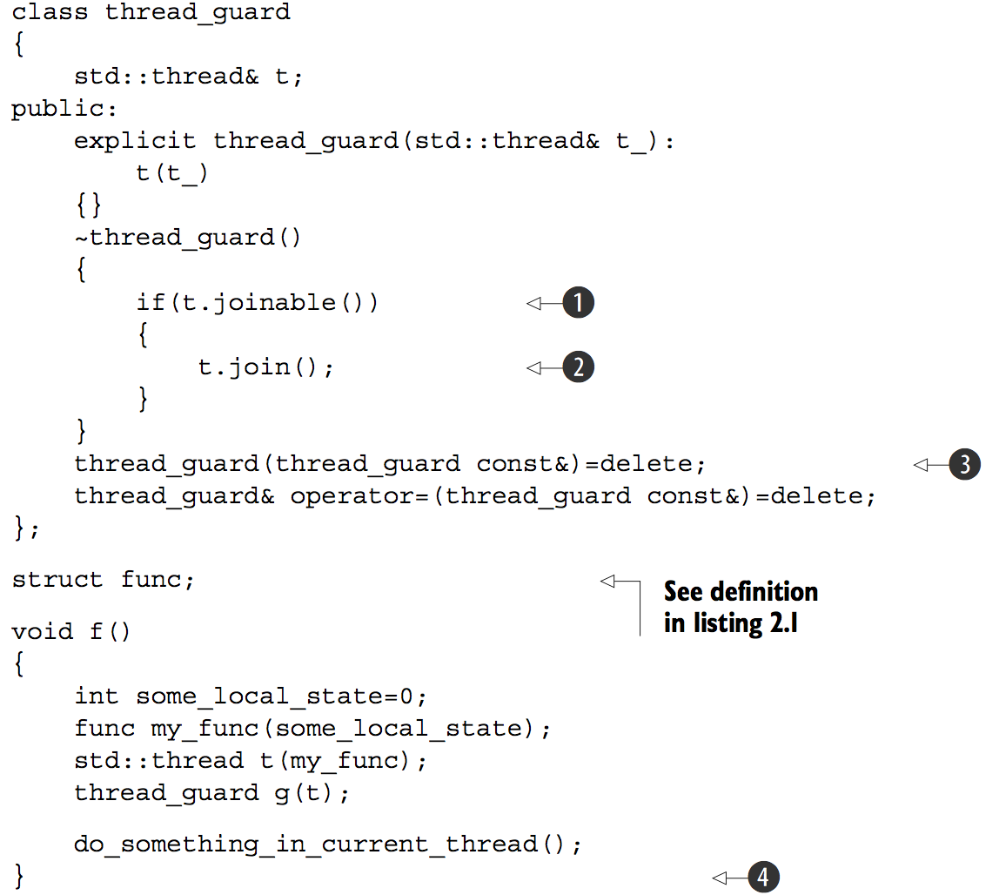 class thread_guard
{
    std::thread& t;
public:
    explicit thread_guard(std::thread& t_):
        t(t_)
    {}
    ~thread_guard()
    {
        if(t.joinable()) 1
        {
            t.join(); 2
        }
    }
    thread_guard(thread_guard const&)=delete; 3
    thread_guard& operator=(thread_guard const&)=delete;
};
struct func;
See definition
in listing 2.1
void f()
{
    int some_local_state=0;
    func my_func(some_local_state);
    std::thread t(my_func);
    thread_guard g(t);
    do_something_in_current_thread();
} 4